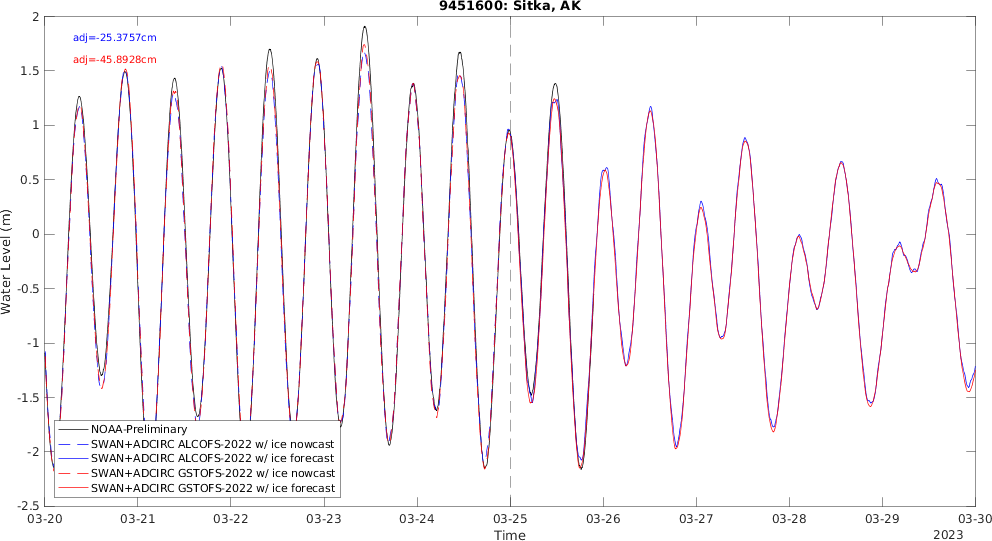 9451600: Sitka, AK
adj=-25.3757cm
adj=-45.8928cm
2
1.5
1
0.5
0
-0.5
-1
-1.5
-2
-2.5
Water Level (m)
NOAA-Preliminary
SWAN+ADCIRC ALCOFS-2022 w/ ice nowcast
SWAN+ADCIRC ALCOFS-2022 w/ ice forecast
SWAN+ADCIRC GSTOFS-2022 w/ ice nowcast
SWAN+ADCIRC GSTOFS-2022 w/ ice forecast
03-20 03-21 03-22 03-23 03-24 03-25 03-26 03-27 03-28 03-29 03-30
Time
2023